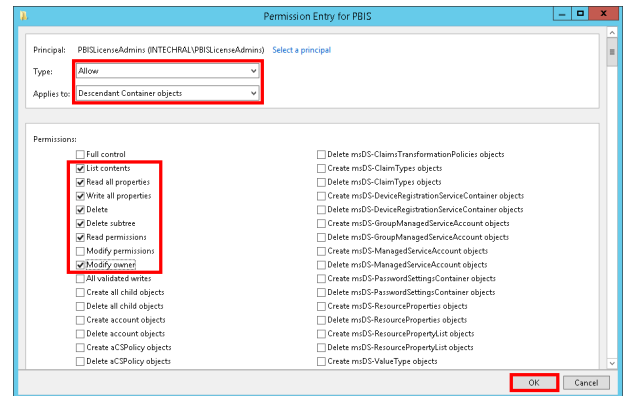 Permission Entry for PBIS
Principal: PBISLicenseAdmins (INTECHRAL\PBISLicenseAdmins) Select a principal
Type: Allow
Applies to: Descendant Container objects
Permissions:
Full control
List contents
Read all properties
Write all properties
Delete
Delete subtree
Read permissions
Modify permissions
Modify owner
All validated writes
Create all child objects
Delete all child objects
Create account objects
Delete account objects
Create aCSPolicy objects
Delete aCSPolicy objects
Delete msDS-ClaimsTransformationPolicies objects
Create msDS-ClaimTypes objects
Delete msDS-ClaimTypes objects
Create msDS-DeviceRegistrationServiceContainer objects
Delete msDS-DeviceRegistrationServiceContainer objects
Create msDS-GroupManagedServiceAccount objects
Delete msDS-GroupManagedServiceAccount objects
Create msDS-ManagedServiceAccount objects
Delete msDS-ManagedServiceAccount objects
Create msDS-PasswordSettingsContainer objects
Delete msDS-PasswordSettingsContainer objects
Create msDS-ResourceProperties objects
Delete msDS-ResourceProperties objects
Create msDS-ResourcePropertyList objects
Delete msDS-ResourcePropertyList objects
Create msDS-ValueType objects
OK Cancel